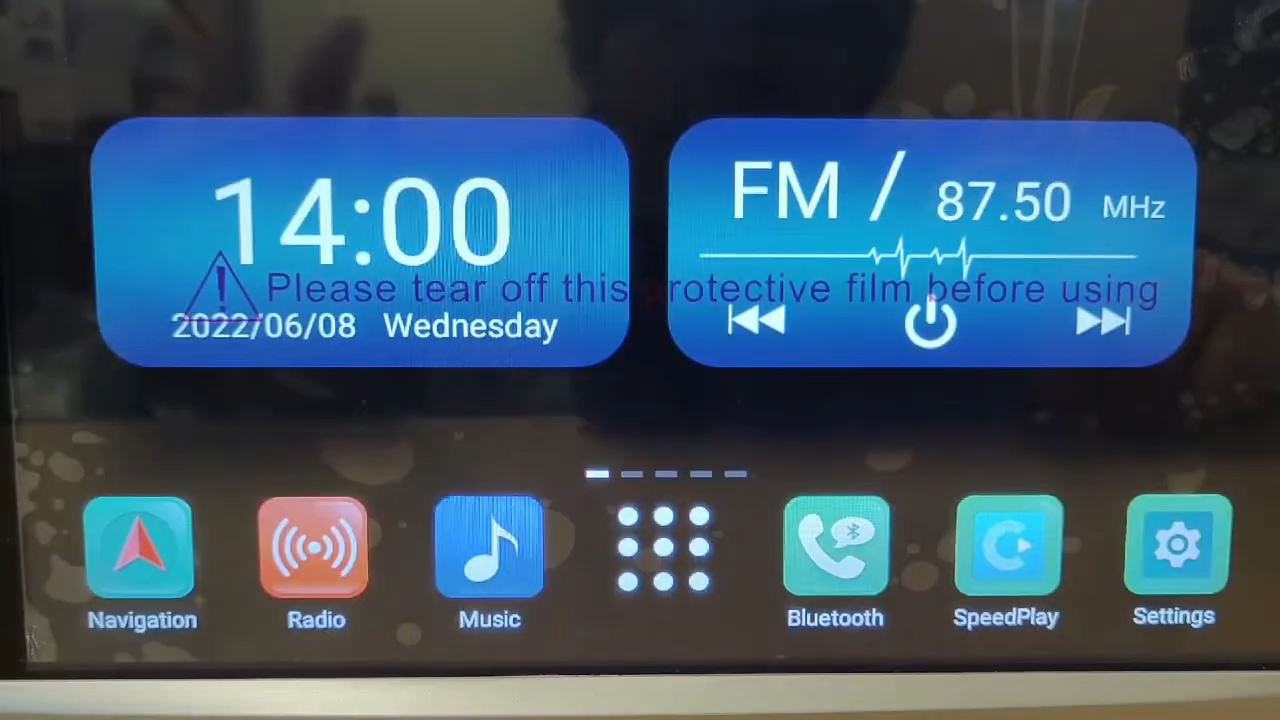 14:00
FM / 87.50 MHz
Please tear off this protective film before using
2022/06/08 Wednesday
Navigation Radio Music Bluetooth SpeedPlay Settings